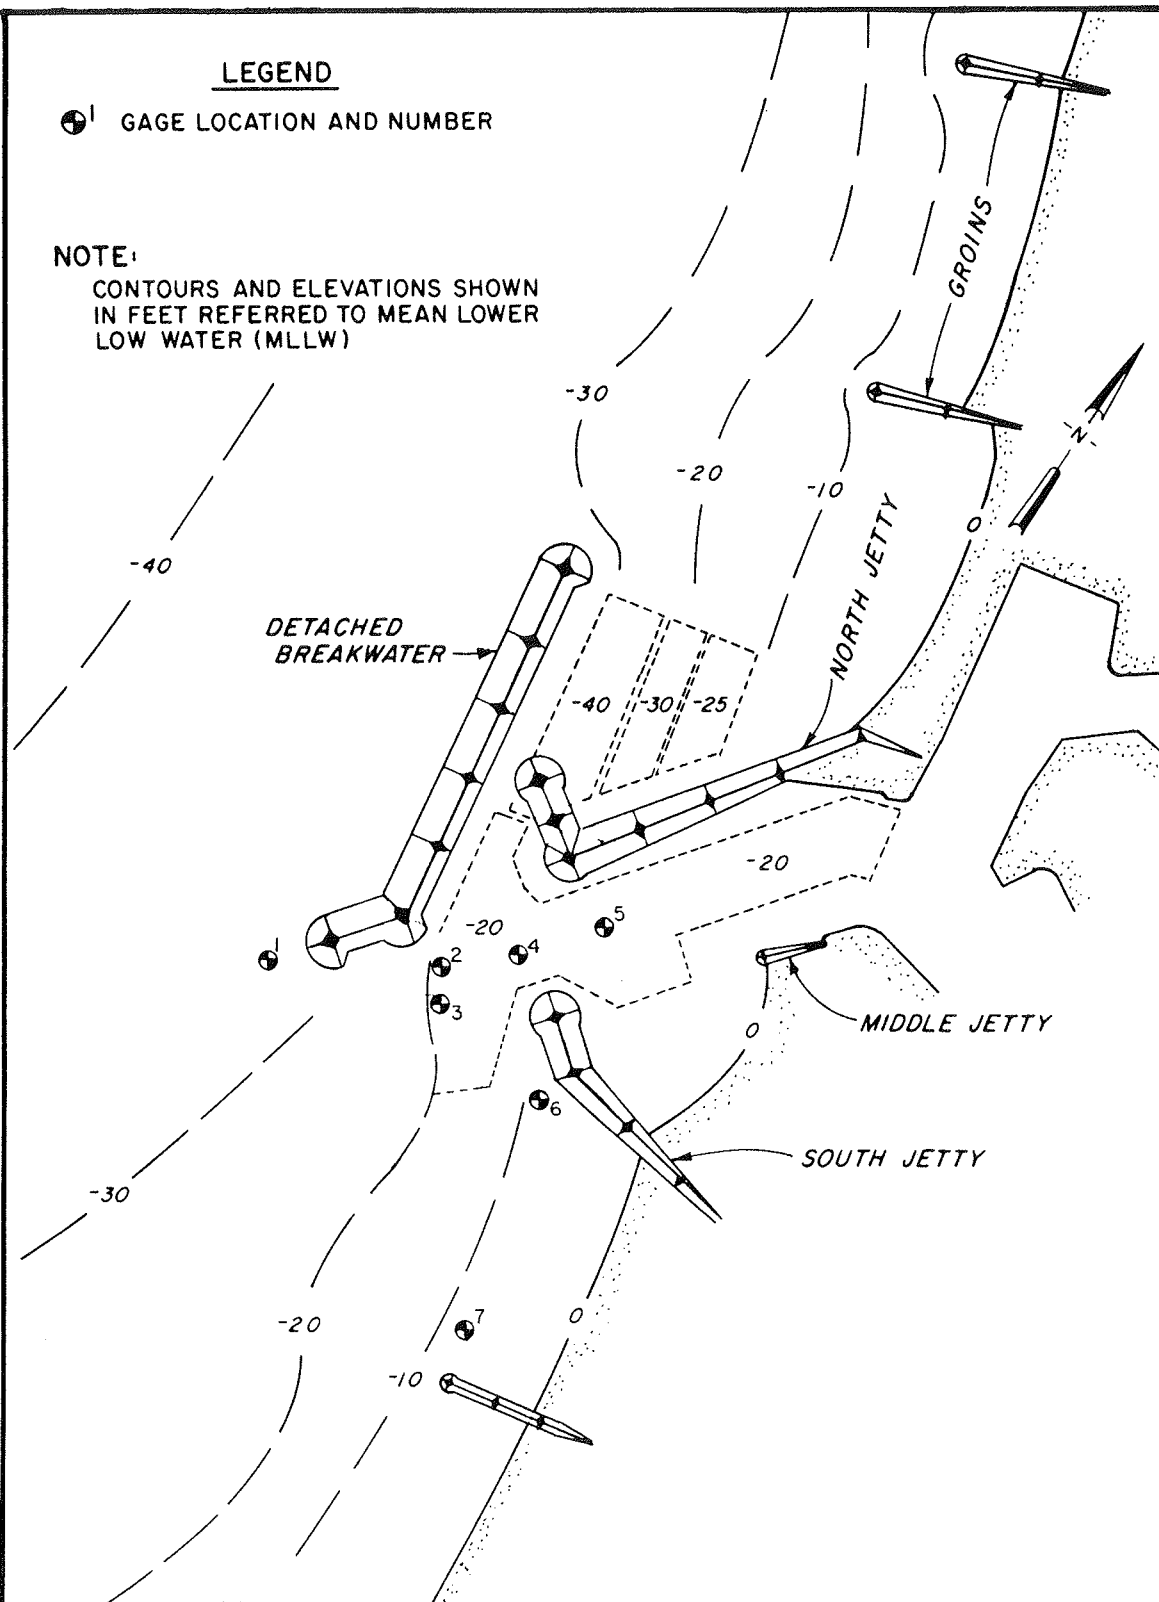 LEGEND
1 GAGE LOCATION AND NUMBER
NOTE:
CONTOURS AND ELEVATIONS SHOWN
IN FEET REFERRED TO MEAN LOWER
LOW WATER (MLLW)
GROINS
-30
-N-
-20
-10
NORTH JETTY
0
-40
DETACHED
BREAKWATER
-40
-30
-25
-20
-20
5
1
2
4
3
MIDDLE JETTY
0
6
SOUTH JETTY
-30
7
0
-20
-10